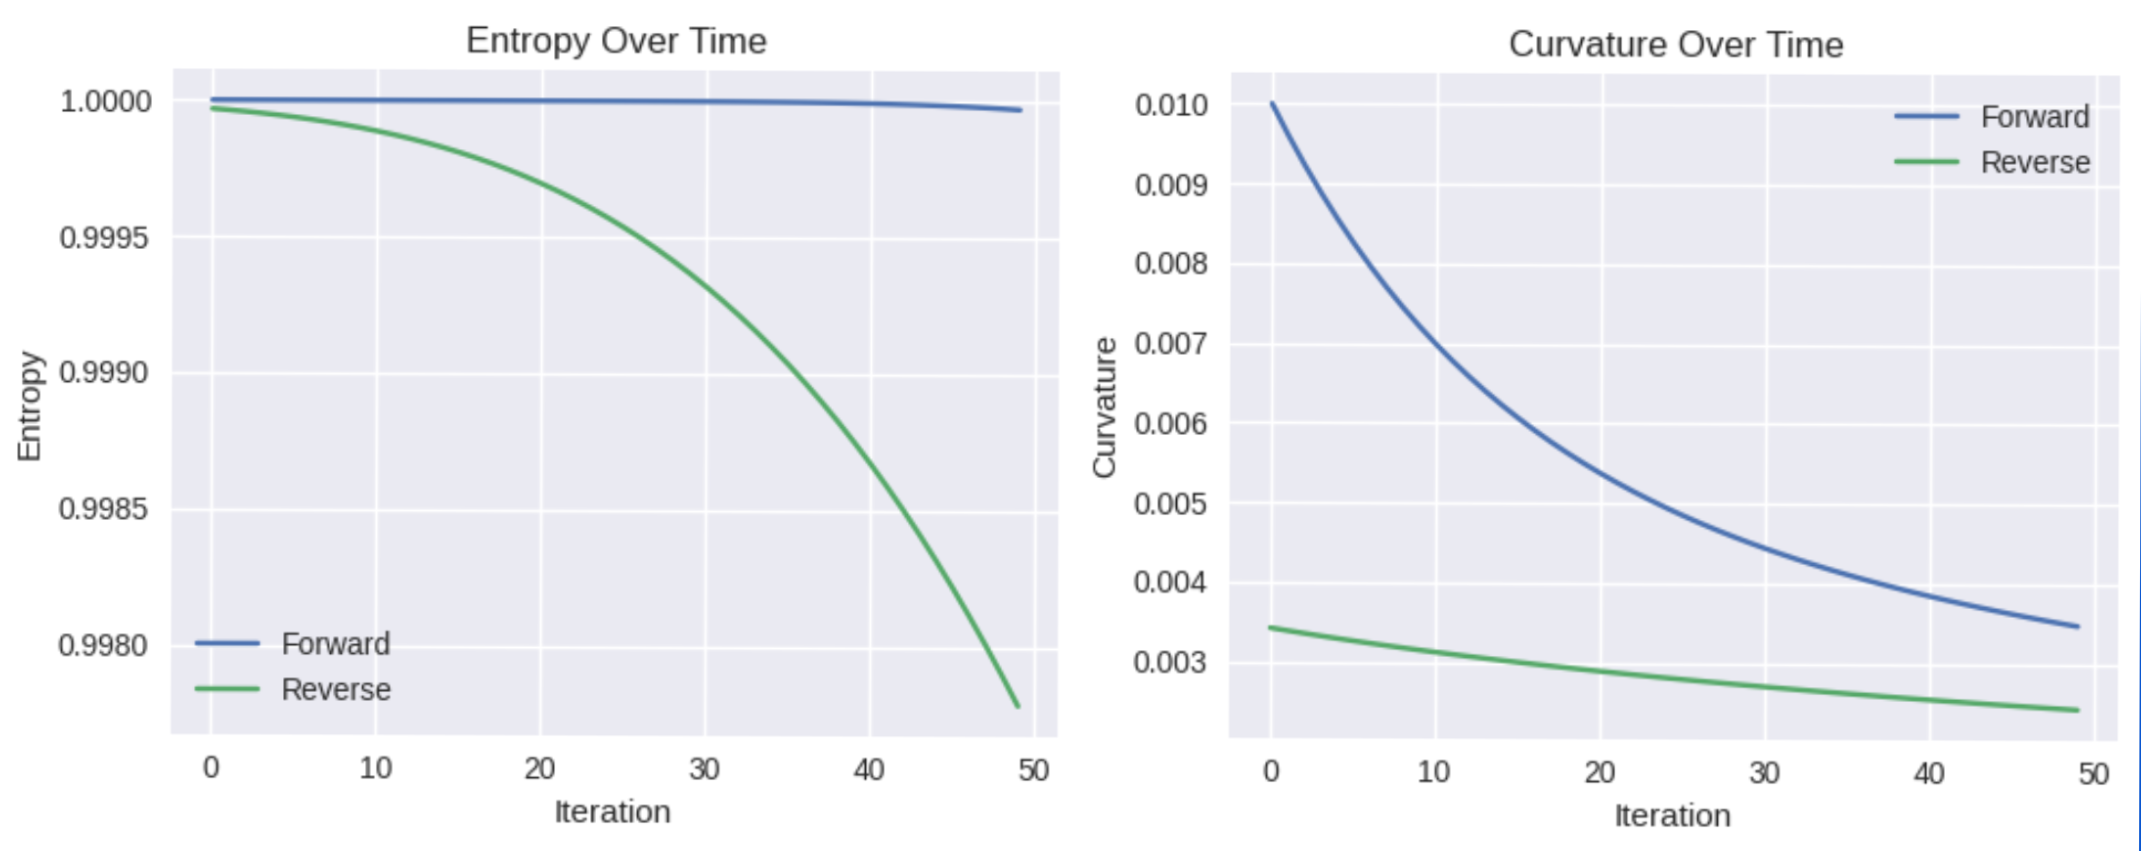 Entropy Over Time
1.0000
0.9995
0.9990
0.9985
0.9980
Entropy
Forward
Reverse
0
10
20
30
40
50
Iteration
Curvature Over Time
0.010
0.009
0.008
0.007
0.006
0.005
0.004
0.003
Curvature
Forward
Reverse
0
10
20
30
40
50
Iteration